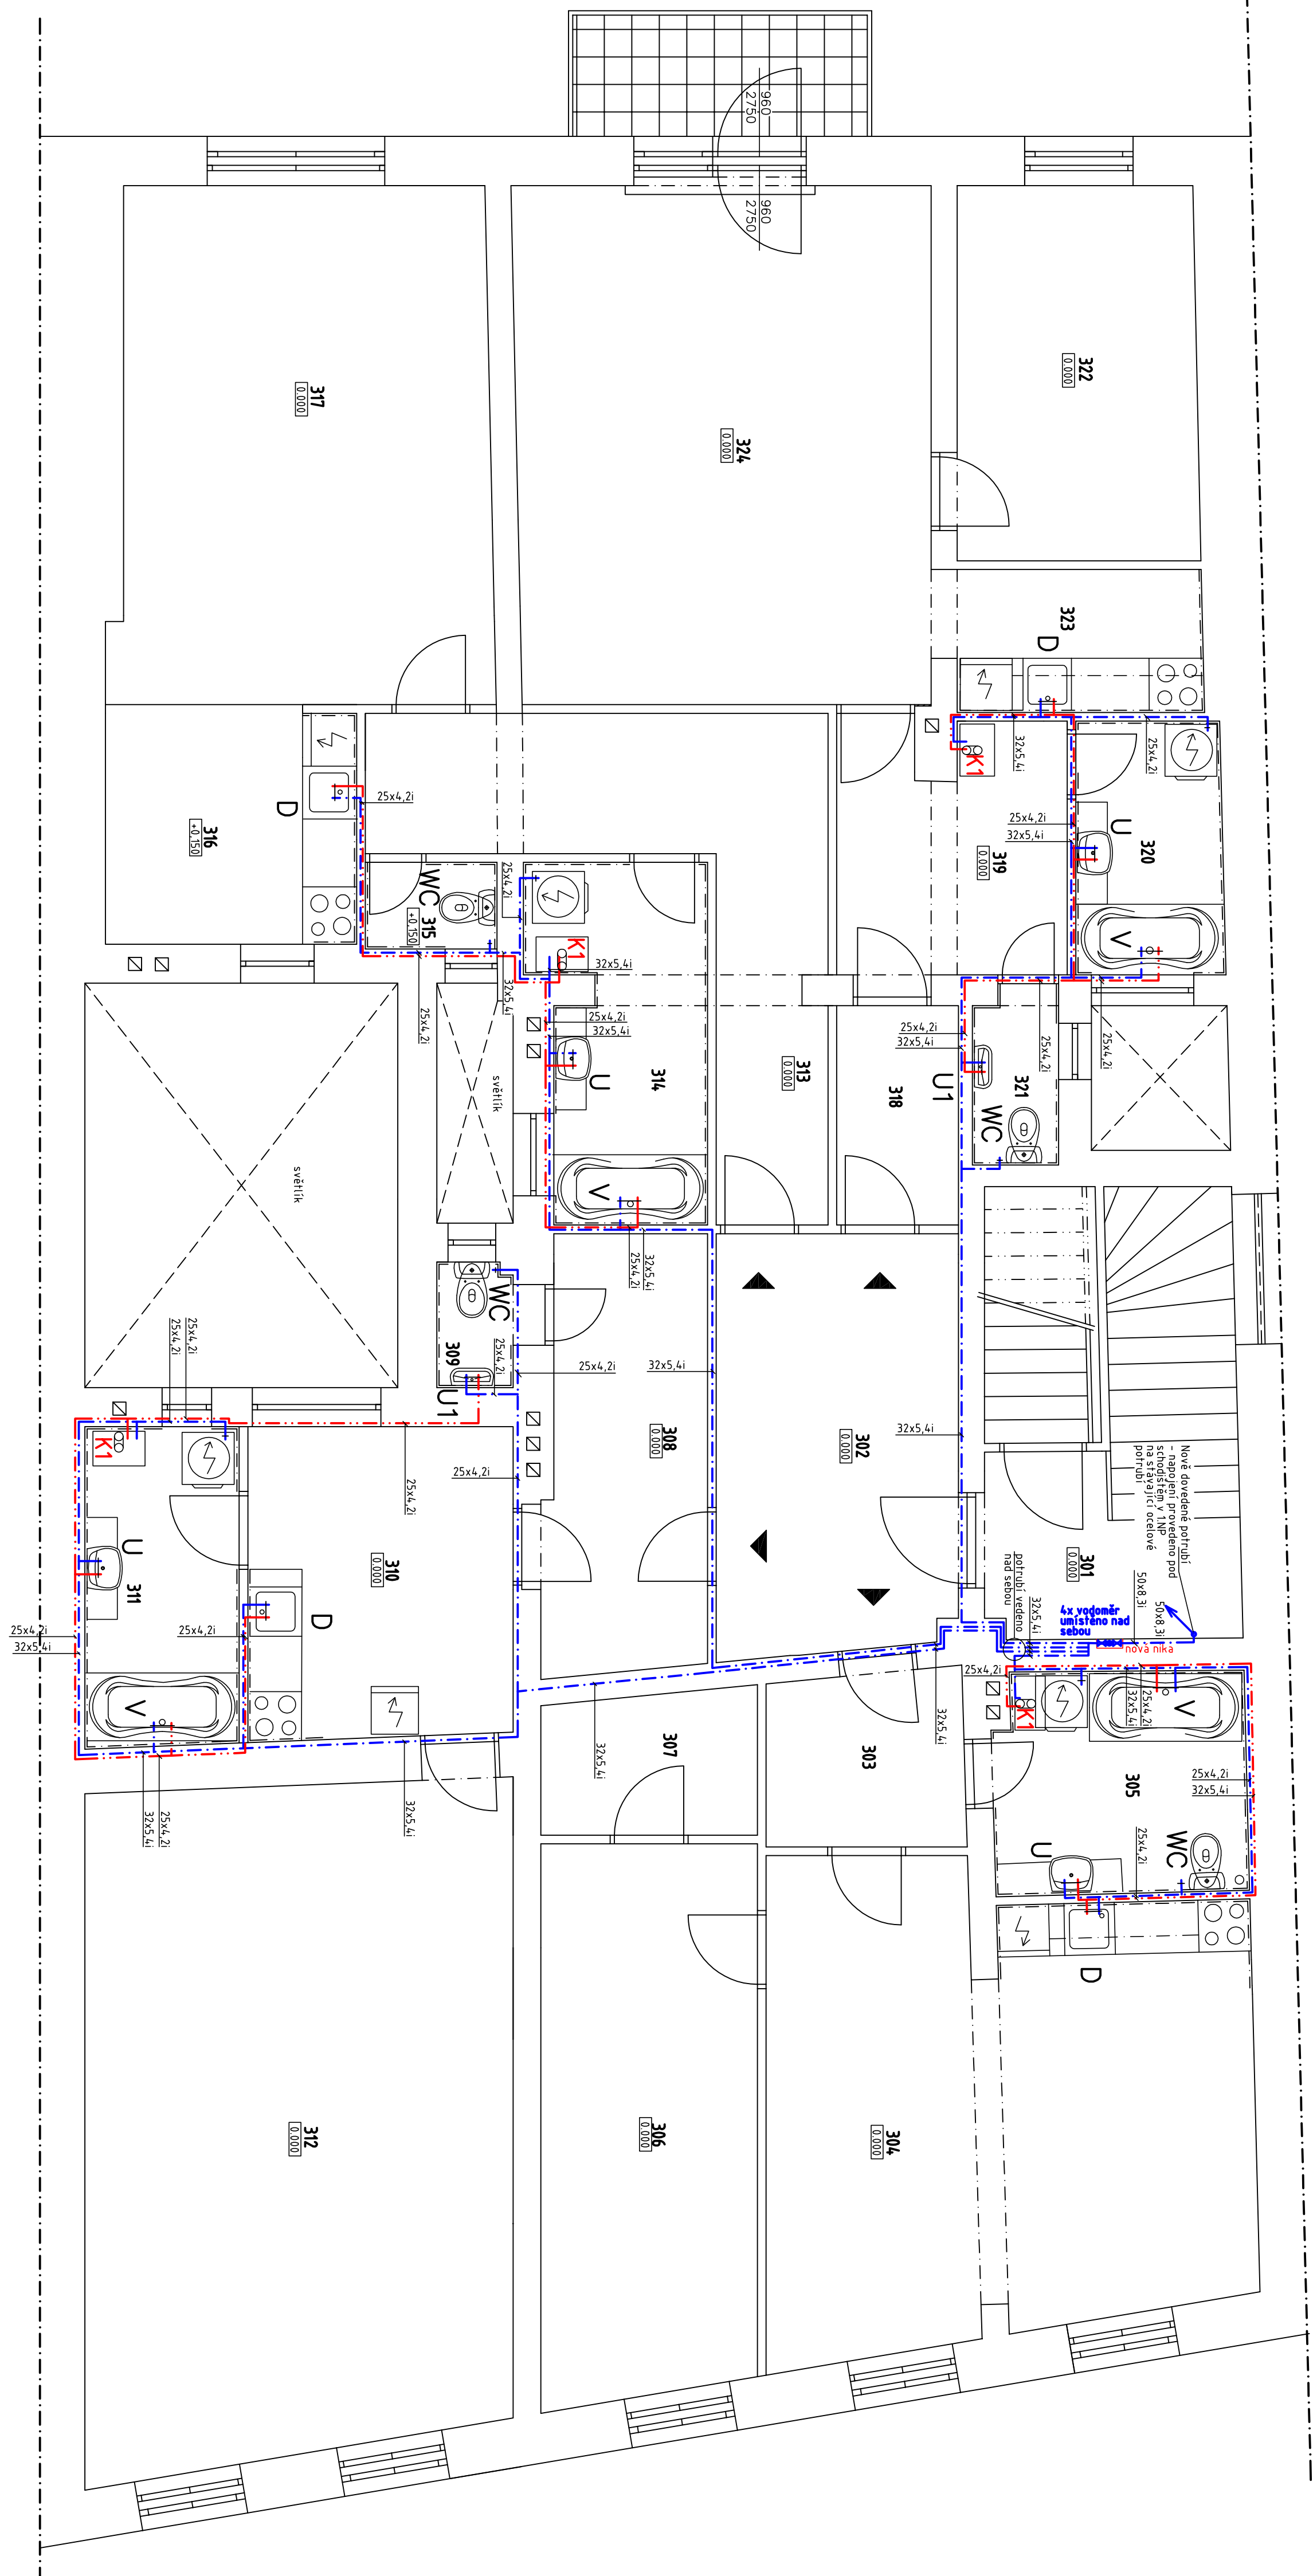 960
2750
960
2750
317
0.000
324
0.000
322
0.000
323
D
K1
32x5,4i
25x4,2i
25x4,2i
32x5,4i
U
320
V
319
0.000
25x4,2i
D
316
+0,150
WC
315
+0,150
25x4,2i
K1
32x5,4i
32x5,4i
25x4,2i
25x4,2i
32x5,4i
U
314
V
313
0.000
318
U1
25x4,2i
32x5,4i
25x4,2i
321
WC
25x4,2i
světlík
světlík
32x5,4i
25x4,2i
WC
309
U1
25x4,2i
25x4,2i
32x5,4i
308
0.000
302
0.000
32x5,4i
25x4,2i
25x4,2i
25x4,2i
25x4,2i
K1
U
311
V
310
0.000
D
25x4,2i
25x4,2i
32x5,4i
32x5,4i
25x4,2i
32x5,4i
Nové dovedené potrubí
- napojení provedeno pod
schodištěm v 1.NP
na stávající ocelové
potrubí
301
0.000
potrubí vedeno
nad sebou
50x8,3i
50x8,3i
4x vodoměr
umístěno nad
sebou
nová nika
32x5,4i
25x4,2i
K1
25x4,2i
32x5,4i
V
305
25x4,2i
32x5,4i
25x4,2i
U
WC
D
32x5,4i
303
307
32x5,4i
312
0.000
306
0.000
304
0.000